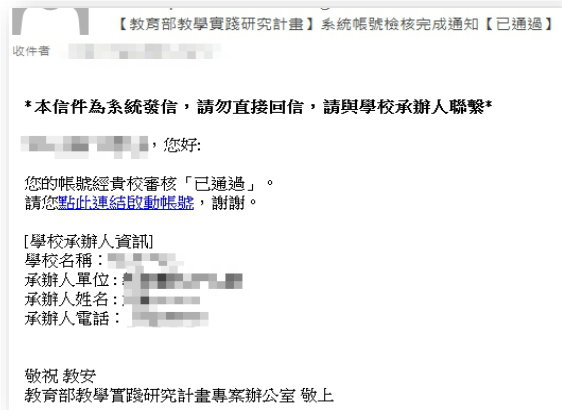 【教育部教學實踐研究計畫】系統帳號檢核完成通知【已通過】
收件者
*本信件為系統發信，請勿直接回信，請與學校承辦人聯繫*
，您好:
您的帳號經貴校審核「已通過」。
請您點此連結啟動帳號，謝謝。
[學校承辦人資訊]
學校名稱：
承辦人單位:
承辦人姓名:
承辦人電話：
敬祝 教安
教育部教學實踐研究計畫專案辦公室 敬上